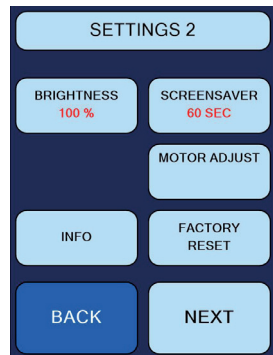 SETTINGS 2
BRIGHTNESS
100 %
SCREENSAVER
60 SEC
MOTOR ADJUST
INFO
FACTORY
RESET
BACK
NEXT